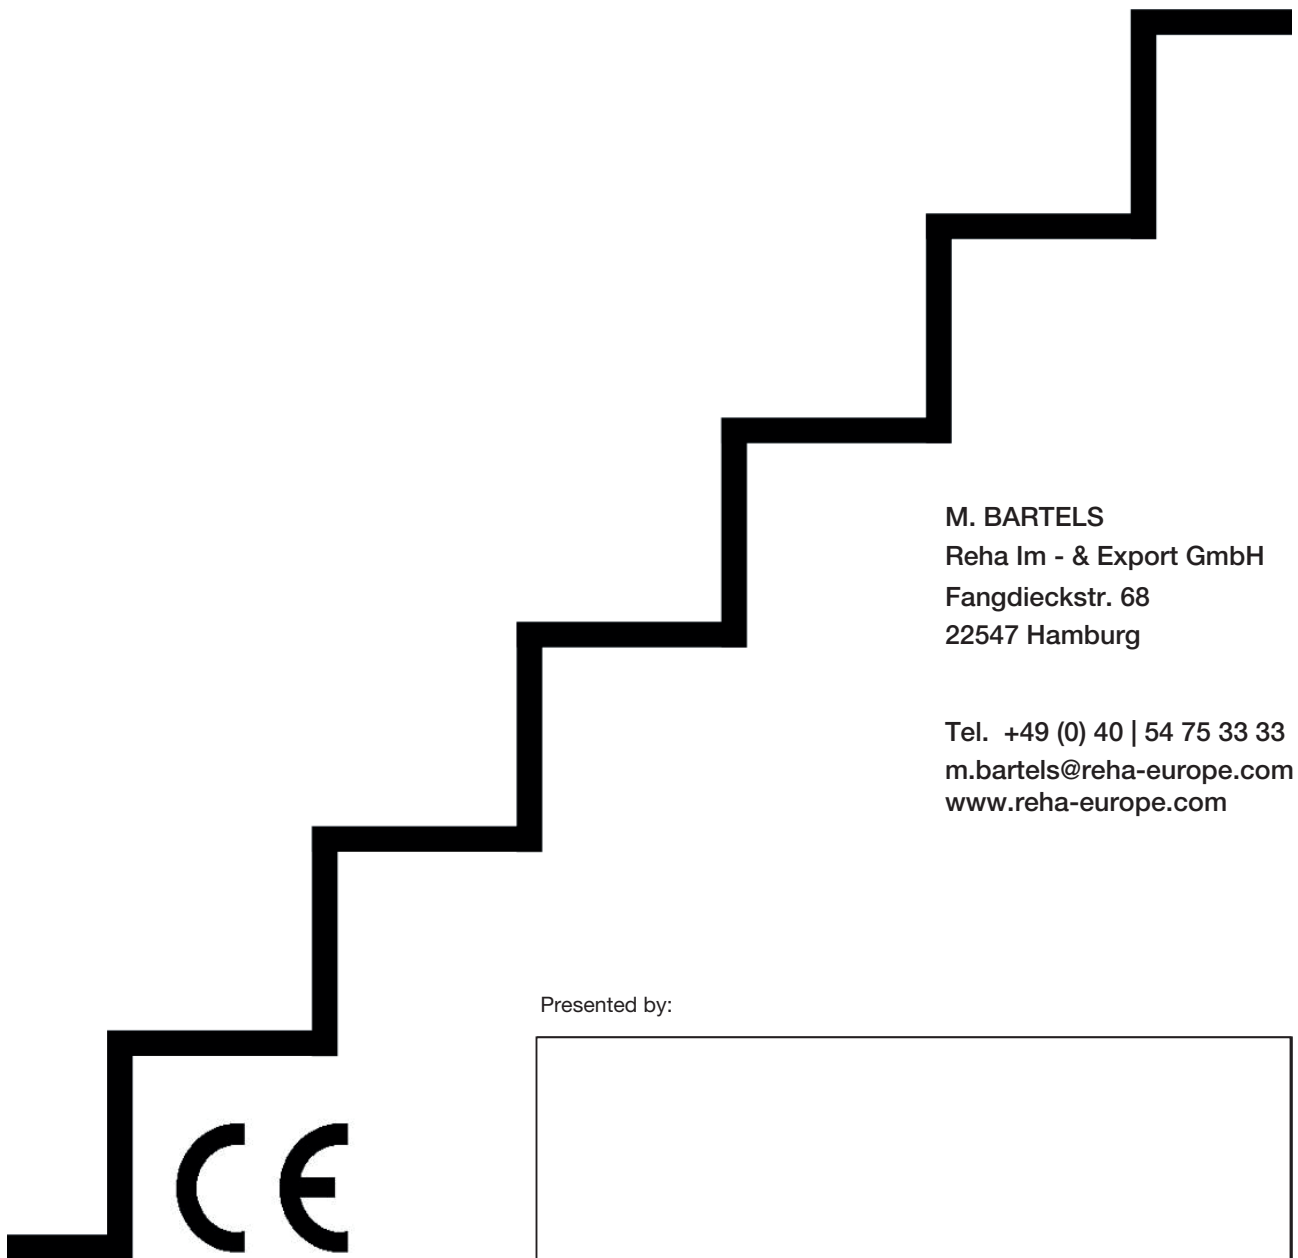 M. BARTELS
Reha Im - & Export GmbH
Fangdieckstr. 68
22547 Hamburg
Tel. +49 (0) 40 | 54 75 33 33
m.bartels@reha-europe.com
www.reha-europe.com
Presented by:
CE